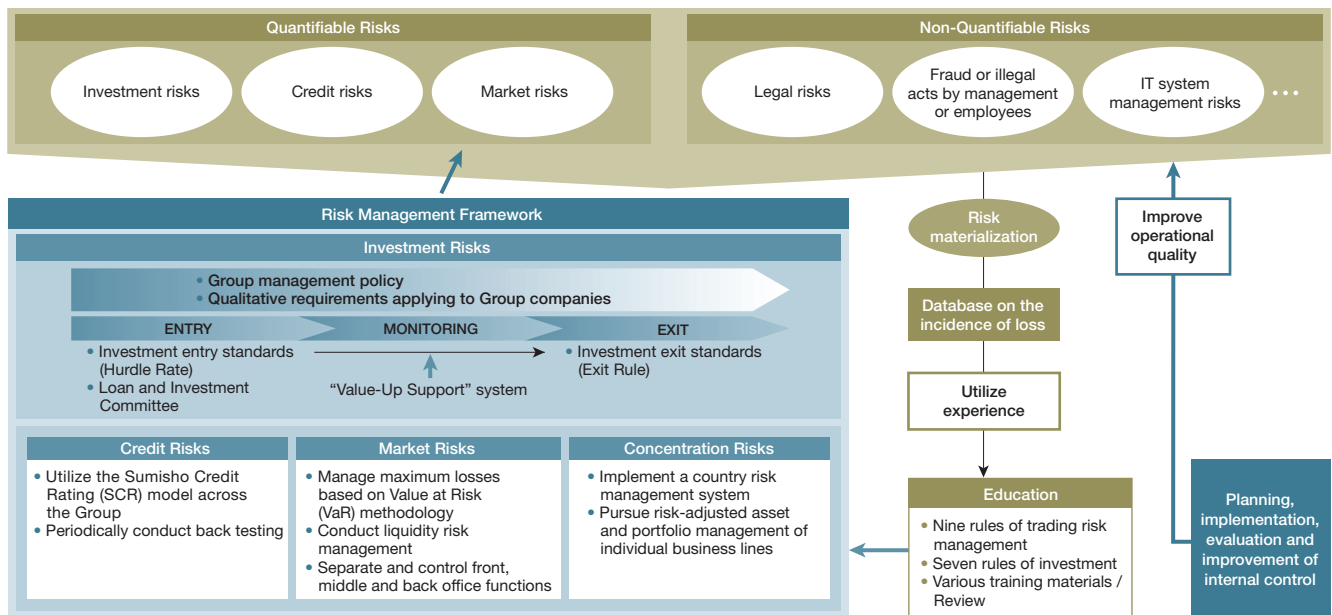 Quantifiable Risks
Investment risks
Credit risks
Market risks
Non-Quantifiable Risks
Legal risks
Fraud or illegal
acts by management
or employees
IT system
management risks
...
Risk Management Framework
Investment Risks
• Group management policy
• Qualitative requirements applying to Group companies
ENTRY
MONITORING
EXIT
• Investment entry standards
(Hurdle Rate)
• Loan and Investment
Committee
“Value-Up Support” system
• Investment exit standards
(Exit Rule)
Credit Risks
• Utilize the Sumisho Credit
Rating (SCR) model across
the Group
• Periodically conduct back testing
Market Risks
• Manage maximum losses
based on Value at Risk
(VaR) methodology
• Conduct liquidity risk
management
• Separate and control front,
middle and back office functions
Concentration Risks
• Implement a country risk
management system
• Pursue risk-adjusted asset
and portfolio management of
individual business lines
Risk
materialization
Database on the
incidence of loss
Utilize
experience
Education
• Nine rules of trading risk
management
• Seven rules of investment
• Various training materials /
Review
Improve
operational
quality
Planning,
implementation,
evaluation and
improvement of
internal control